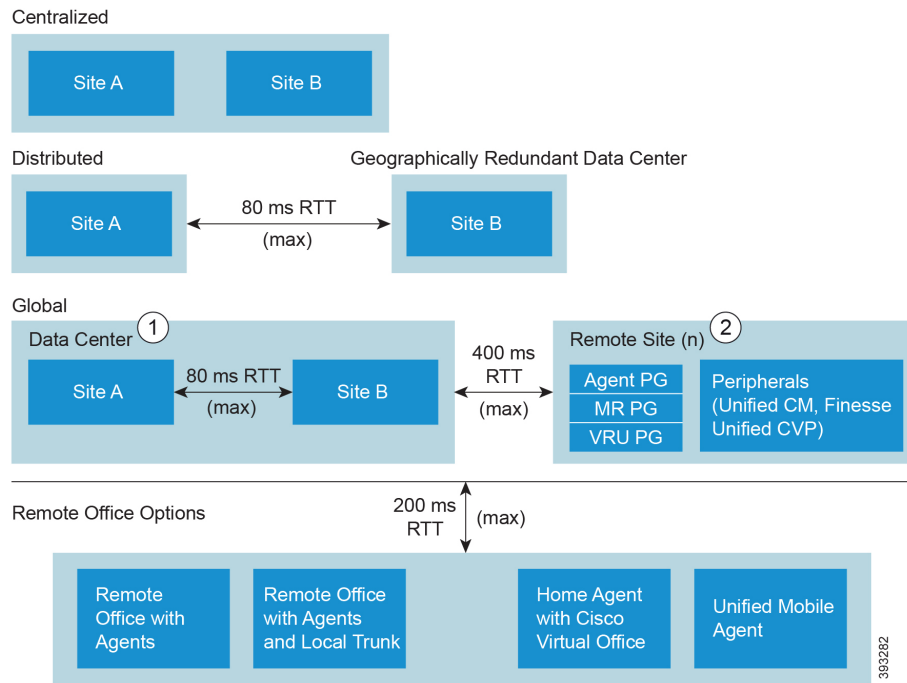 Centralized
Site A
Site B
Distributed
Geographically Redundant Data Center
Site A
80 ms RTT
(max)
Site B
Global
Data Center
1
Site A
80 ms RTT
(max)
Site B
400 ms
RTT
(max)
Remote Site (n)
2
Agent PG
MR PG
VRU PG
Peripherals
(Unified CM, Finesse
Unified CVP)
Remote Office Options
200 ms
RTT
(max)
Remote
Office with
Agents
Remote Office
with Agents
and Local Trunk
Home Agent
with Cisco
Virtual Office
Unified Mobile
Agent
393282